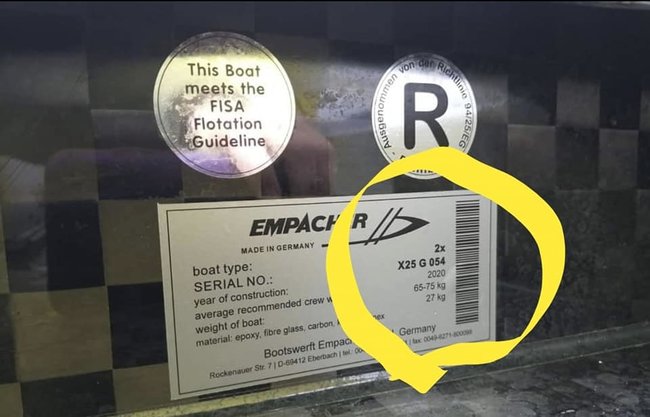 This Boat
meets the
FISA
Flotation
Guideline
Ausgenommen von der Richtlinie 94/25/EG
R
EMPACHER
MADE IN GERMANY
boat type: 2x
SERIAL NO.: X25 G 054
year of construction: 2020
average recommended crew 65-75 kg
weight of boat: 27 kg
material: epoxy, fibre glass, carbon,
Bootswerft Empac Germany
Rockenauer Str. 7 | D-69412 Eberbach | tel: fax: 0049-6271-800099